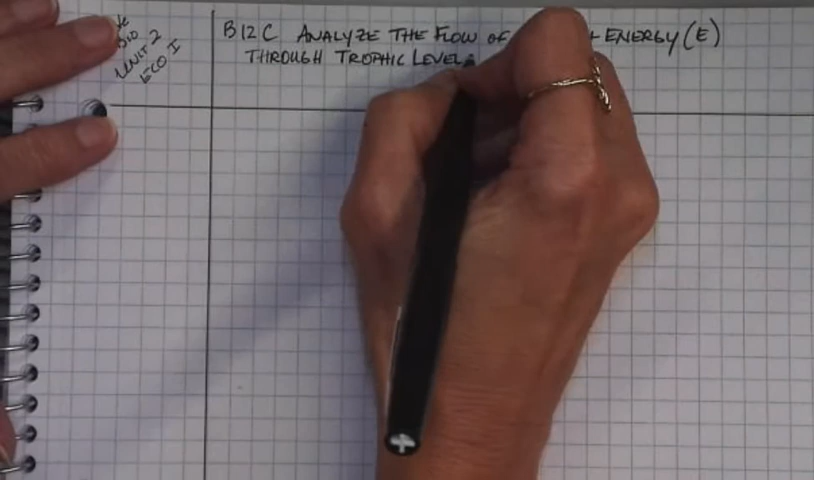 BIO
UNIT 2
ECO I
B12C ANALYZE THE FLOW OF ENERGY (E)
THROUGH TROPHIC LEVELS